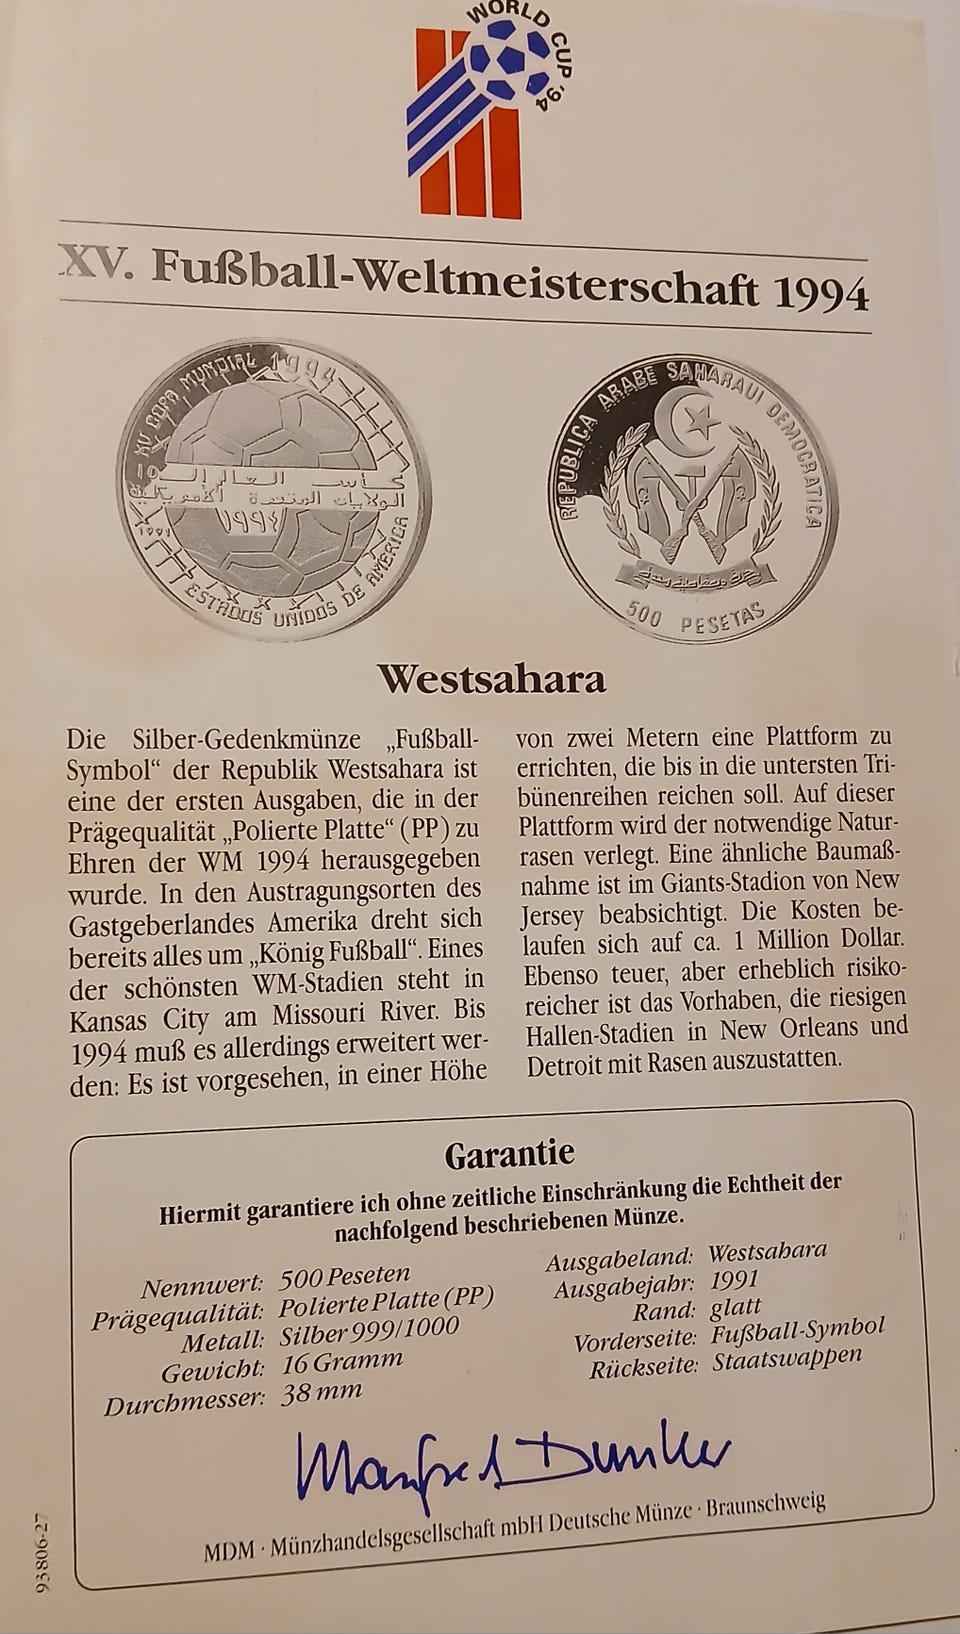 WORLD CUP '94
XV. Fußball-Weltmeisterschaft 1994
XV COPA MUNDIAL 1994
كأس العالم
الولايات المتحدة الأمريكية
١٩٩٤
1991
ESTADOS UNIDOS DE AMERICA
REPUBLICA ARABE SAHARAUI DEMOCRATICA
500 PESETAS
Westsahara
Die Silber-Gedenkmünze „Fußball-
Symbol“ der Republik Westsahara ist
eine der ersten Ausgaben, die in der
Prägequalität „Polierte Platte“ (PP) zu
Ehren der WM 1994 herausgegeben
wurde. In den Austragungsorten des
Gastgeberlandes Amerika dreht sich
bereits alles um „König Fußball“. Eines
der schönsten WM-Stadien steht in
Kansas City am Missouri River. Bis
1994 muß es allerdings erweitert wer-
den: Es ist vorgesehen, in einer Höhe
von zwei Metern eine Plattform zu
errichten, die bis in die untersten Tri-
bünenreihen reichen soll. Auf dieser
Plattform wird der notwendige Natur-
rasen verlegt. Eine ähnliche Baumaß-
nahme ist im Giants-Stadion von New
Jersey beabsichtigt. Die Kosten be-
laufen sich auf ca. 1 Million Dollar.
Ebenso teuer, aber erheblich risiko-
reicher ist das Vorhaben, die riesigen
Hallen-Stadien in New Orleans und
Detroit mit Rasen auszustatten.
Garantie
Hiermit garantiere ich ohne zeitliche Einschränkung die Echtheit der
nachfolgend beschriebenen Münze.
Nennwert: 500 Peseten
Prägequalität: Polierte Platte (PP)
Metall: Silber 999/1000
Gewicht: 16 Gramm
Durchmesser: 38 mm
Ausgabeland: Westsahara
Ausgabejahr: 1991
Rand: glatt
Vorderseite: Fußball-Symbol
Rückseite: Staatswappen
Manfred Dunker
MDM · Münzhandelsgesellschaft mbH Deutsche Münze · Braunschweig
93806-27